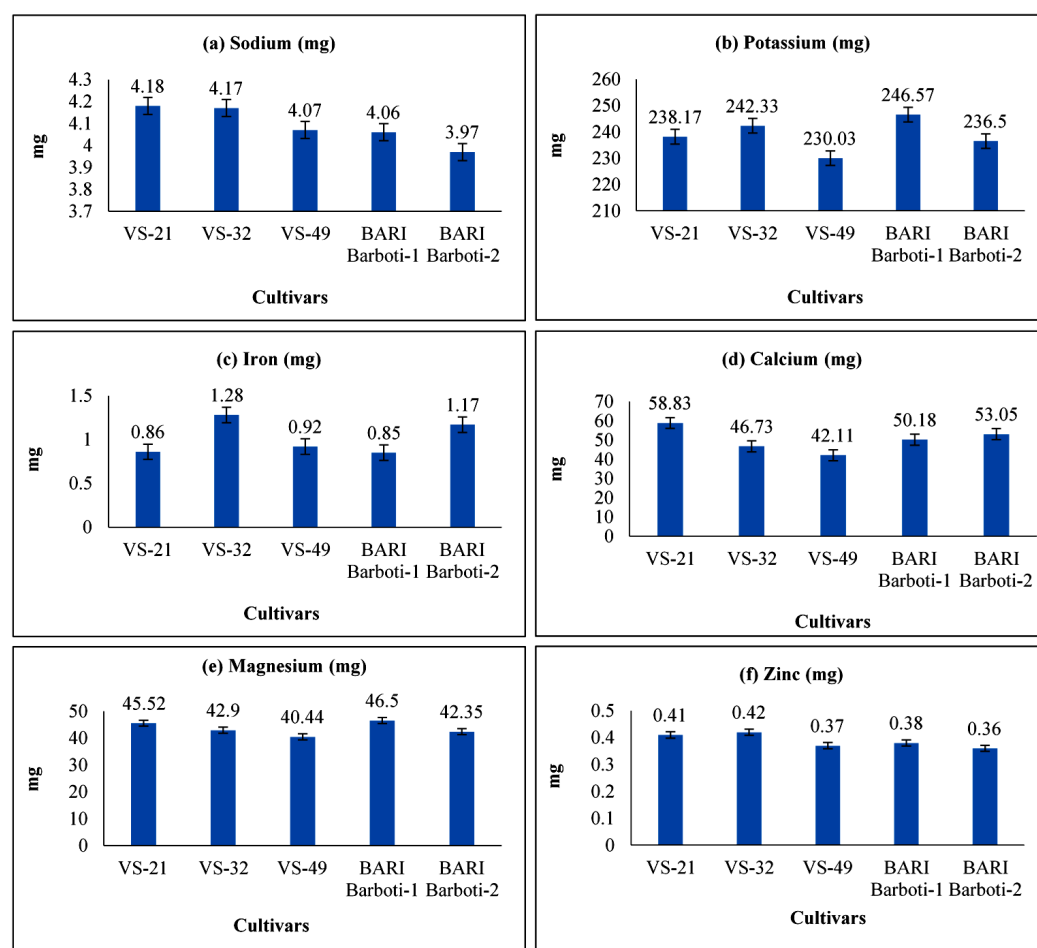 (a) Sodium (mg)
4.3
4.2
4.1
4
3.9
3.8
3.7
mg
4.18
4.17
4.07
4.06
3.97
VS-21
VS-32
VS-49
BARI
Barboti-1
BARI
Barboti-2
Cultivars
(b) Potassium (mg)
260
250
240
230
220
210
mg
238.17
242.33
230.03
246.57
236.5
VS-21
VS-32
VS-49
BARI
Barboti-1
BARI
Barboti-2
Cultivars
(c) Iron (mg)
1.5
1
0.5
0
mg
0.86
1.28
0.92
0.85
1.17
VS-21
VS-32
VS-49
BARI
Barboti-1
BARI
Barboti-2
Cultivars
(d) Calcium (mg)
70
60
50
40
30
20
10
0
mg
58.83
46.73
42.11
50.18
53.05
VS-21
VS-32
VS-49
BARI
Barboti-1
BARI
Barboti-2
Cultivars
(e) Magnesium (mg)
50
40
30
20
10
0
mg
45.52
42.9
40.44
46.5
42.35
VS-21
VS-32
VS-49
BARI
Barboti-1
BARI
Barboti-2
Cultivars
(f) Zinc (mg)
0.5
0.4
0.3
0.2
0.1
0
mg
0.41
0.42
0.37
0.38
0.36
VS-21
VS-32
VS-49
BARI
Barboti-1
BARI
Barboti-2
Cultivars